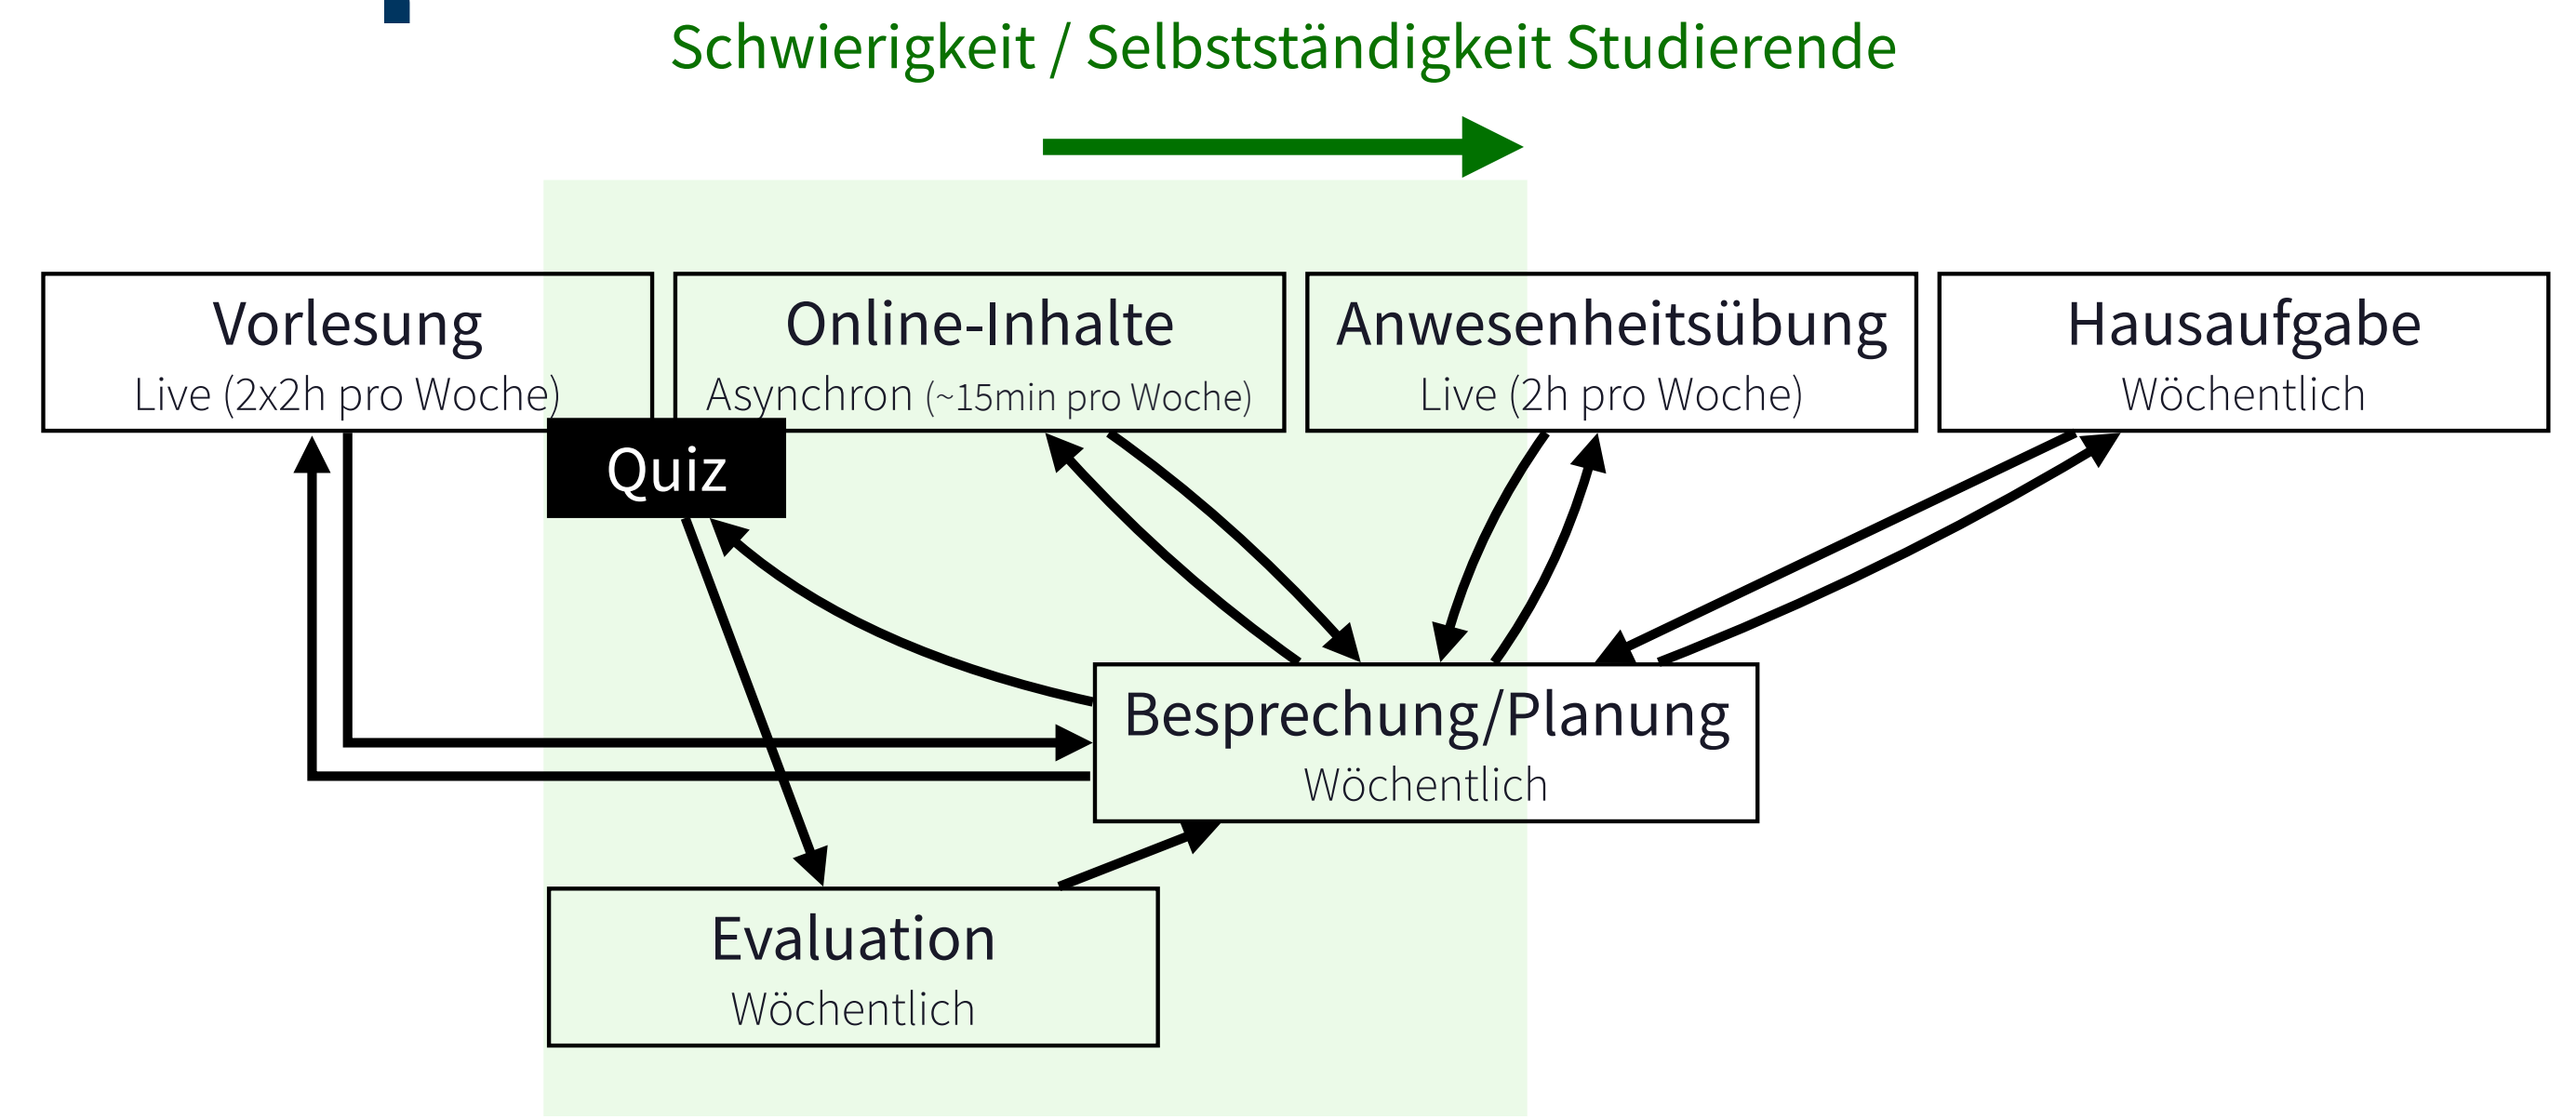 Schwierigkeit / Selbstständigkeit Studierende
Vorlesung
Live (2x2h pro Woche)
Online-Inhalte
Asynchron (~15min pro Woche)
Anwesenheitsübung
Live (2h pro Woche)
Hausaufgabe
Wöchentlich
Quiz
Besprechung/Planung
Wöchentlich
Evaluation
Wöchentlich